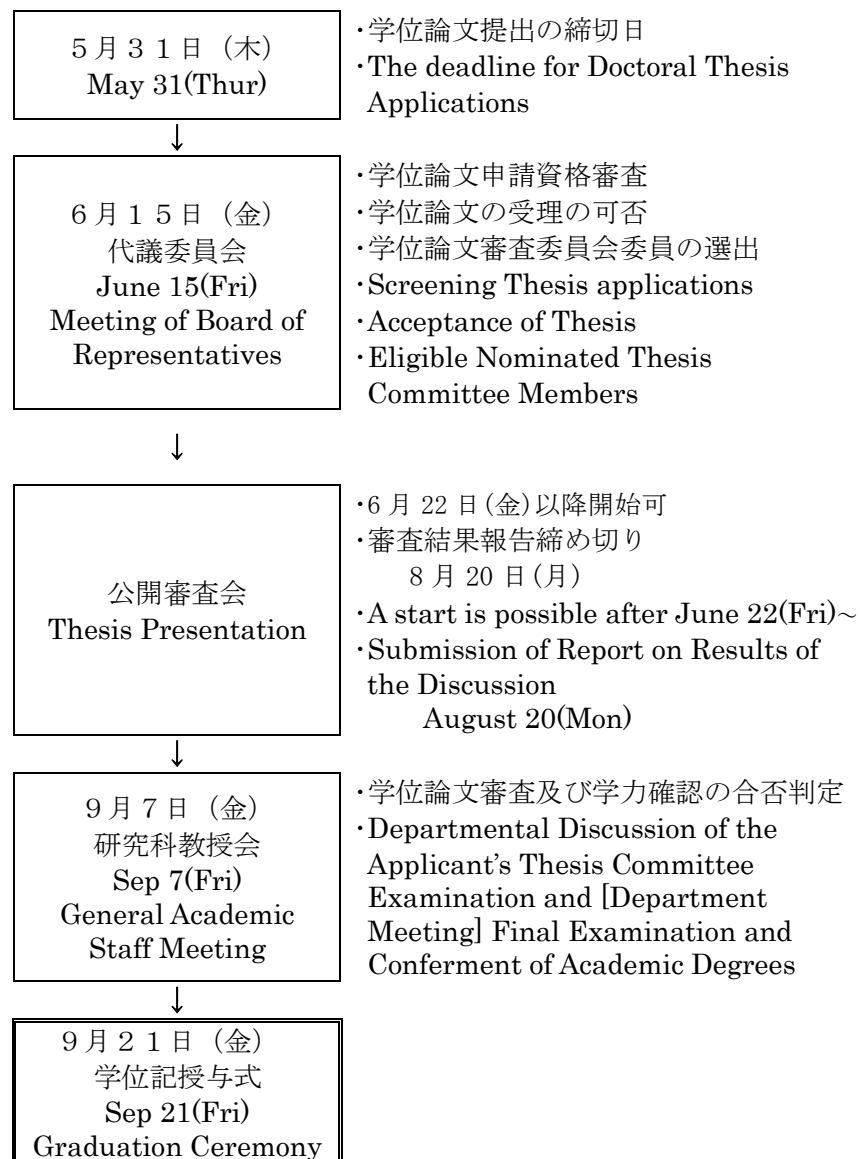 ５月３１日（木）
May 31(Thur)
・学位論文提出の締切日
・The deadline for Doctoral Thesis
Applications
↓
６月１５日（金）
代議委員会
June 15(Fri)
Meeting of Board of
Representatives
・学位論文申請資格審査
・学位論文の受理の可否
・学位論文審査委員会委員の選出
・Screening Thesis applications
・Acceptance of Thesis
・Eligible Nominated Thesis
Committee Members
↓
公開審査会
Thesis Presentation
・6 月 22 日(金)以降開始可
・審査結果報告締め切り
8 月 20 日(月)
・A start is possible after June 22(Fri)~
・Submission of Report on Results of
the Discussion
August 20(Mon)
↓
９月７日（金）
研究科教授会
Sep 7(Fri)
General Academic
Staff Meeting
・学位論文審査及び学力確認の合否判定
・Departmental Discussion of the
Applicant’s Thesis Committee
Examination and [Department
Meeting] Final Examination and
Conferment of Academic Degrees
↓
９月２１日（金）
学位記授与式
Sep 21(Fri)
Graduation Ceremony